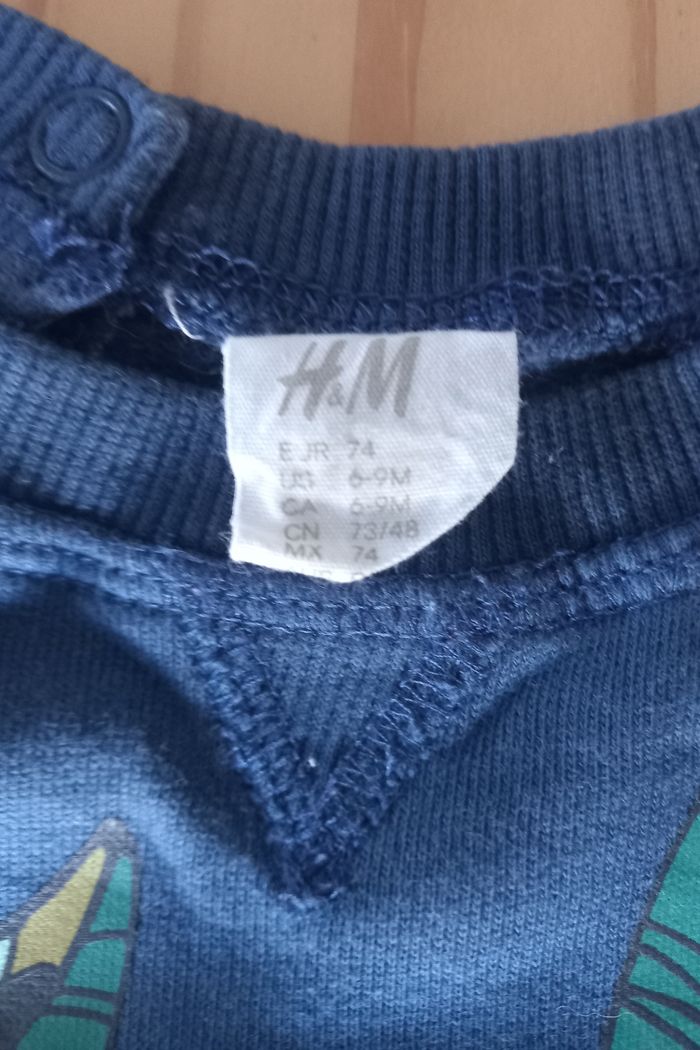 H&M
EUR 74
US 6-9M
CA 6-9M
CN 73/48
MX 74